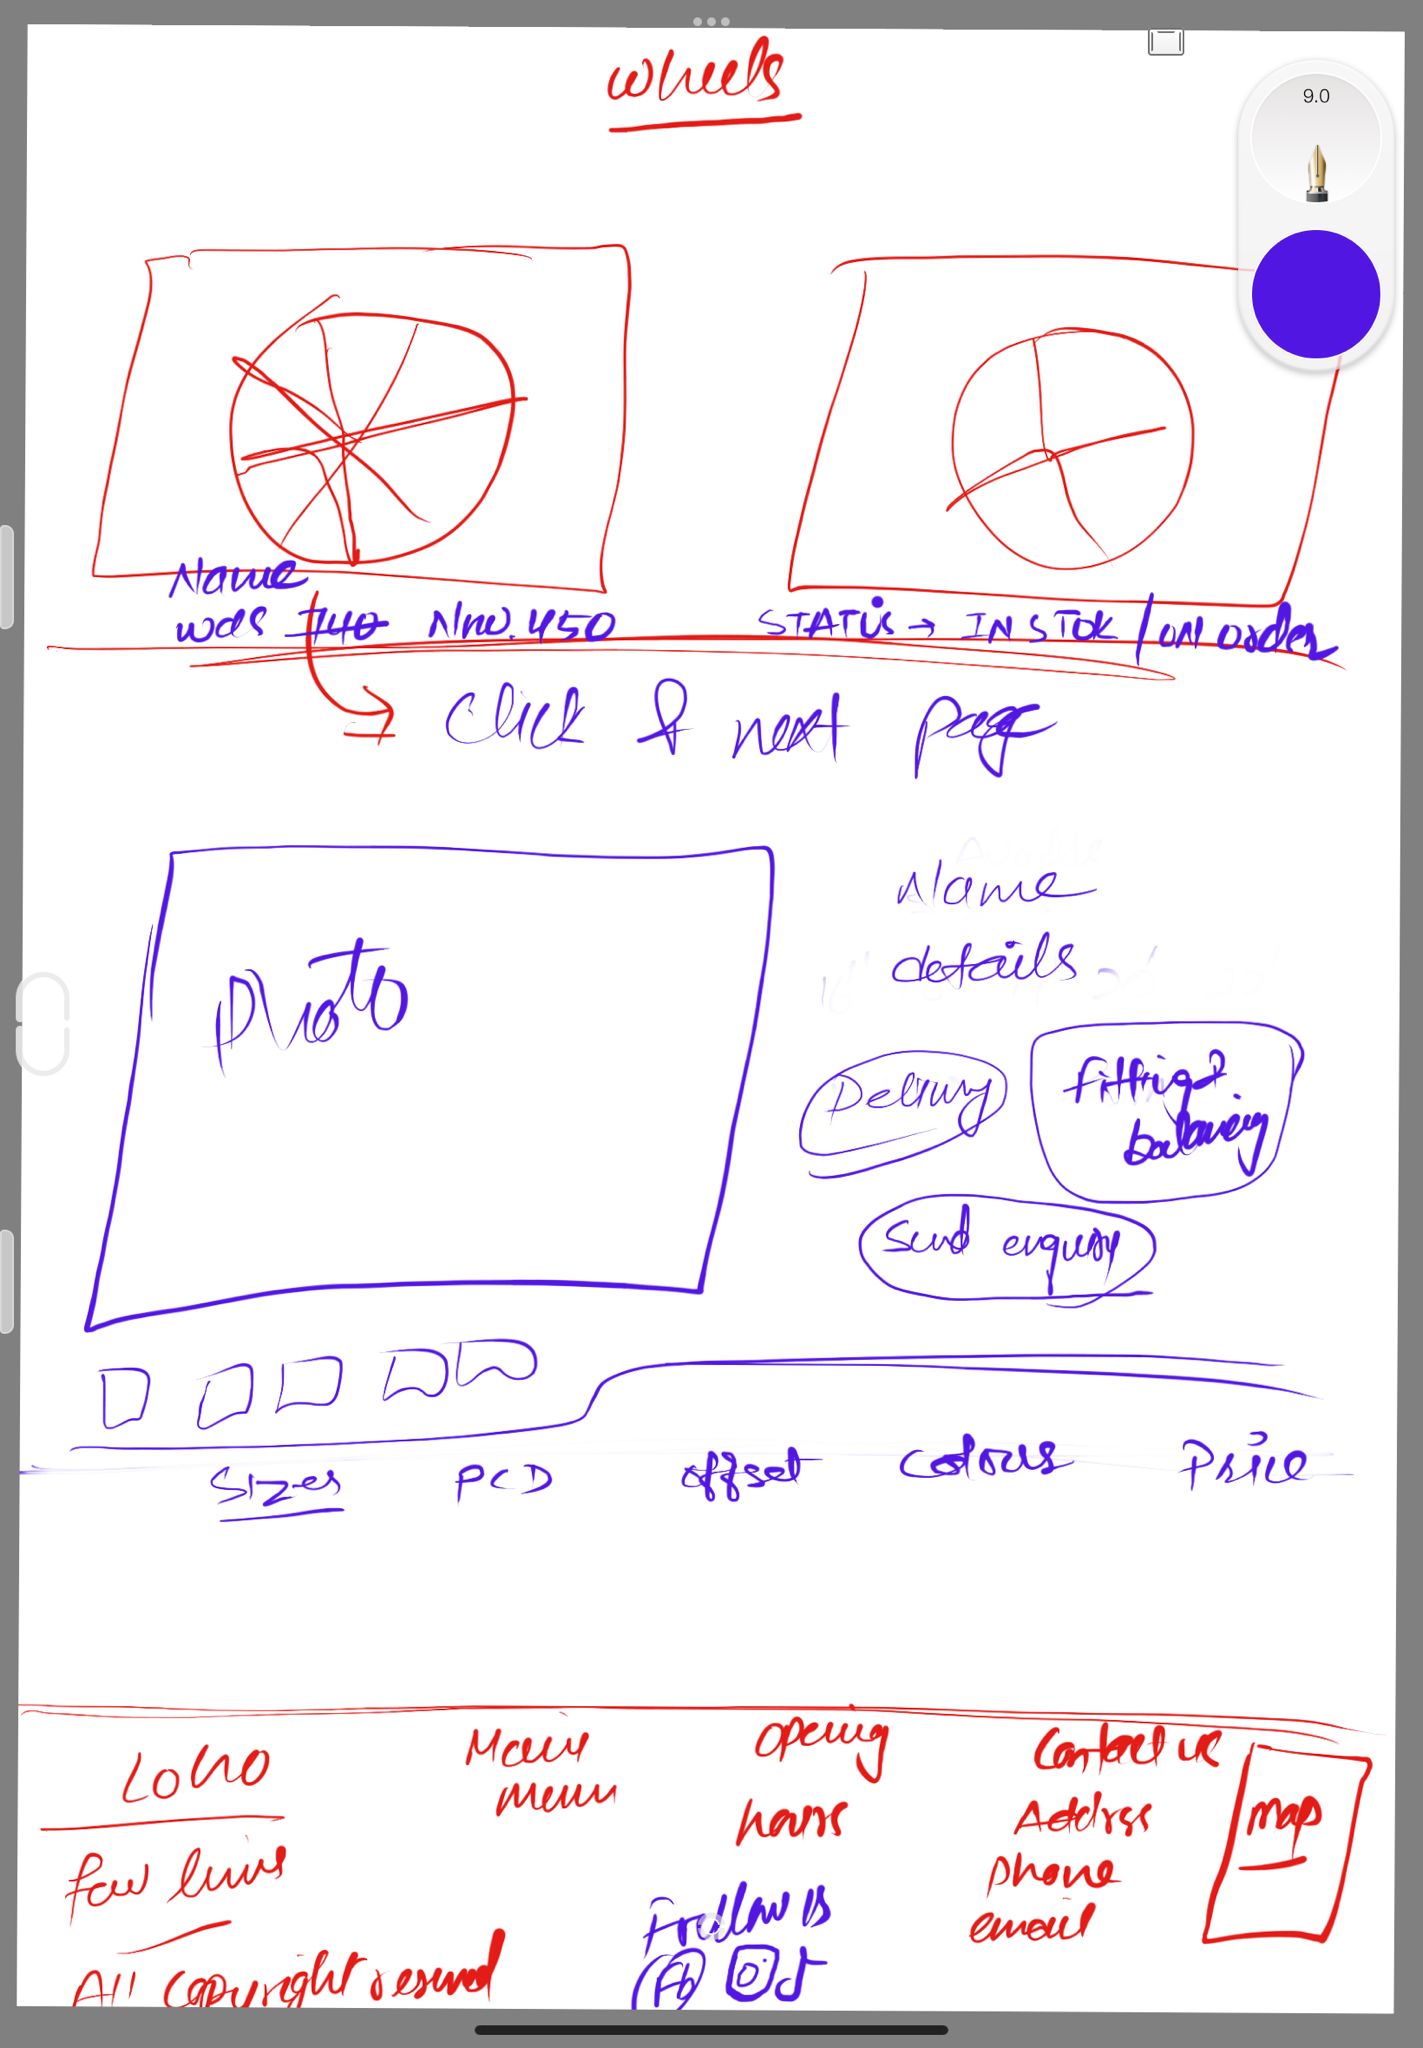 wheels
9.0
Name
was 740 Now. 450
STATUS → IN STOK / ON order
Click & next page
Photo
Name
details
Delivery
fitting &
balancing
Send enquiry
Sizes PCD offset colours Price
LOGO
Main
menu
Opening
hours
Contact us
Address
Phone
email
map
few lines
Follow us
fb
All copyright reserved